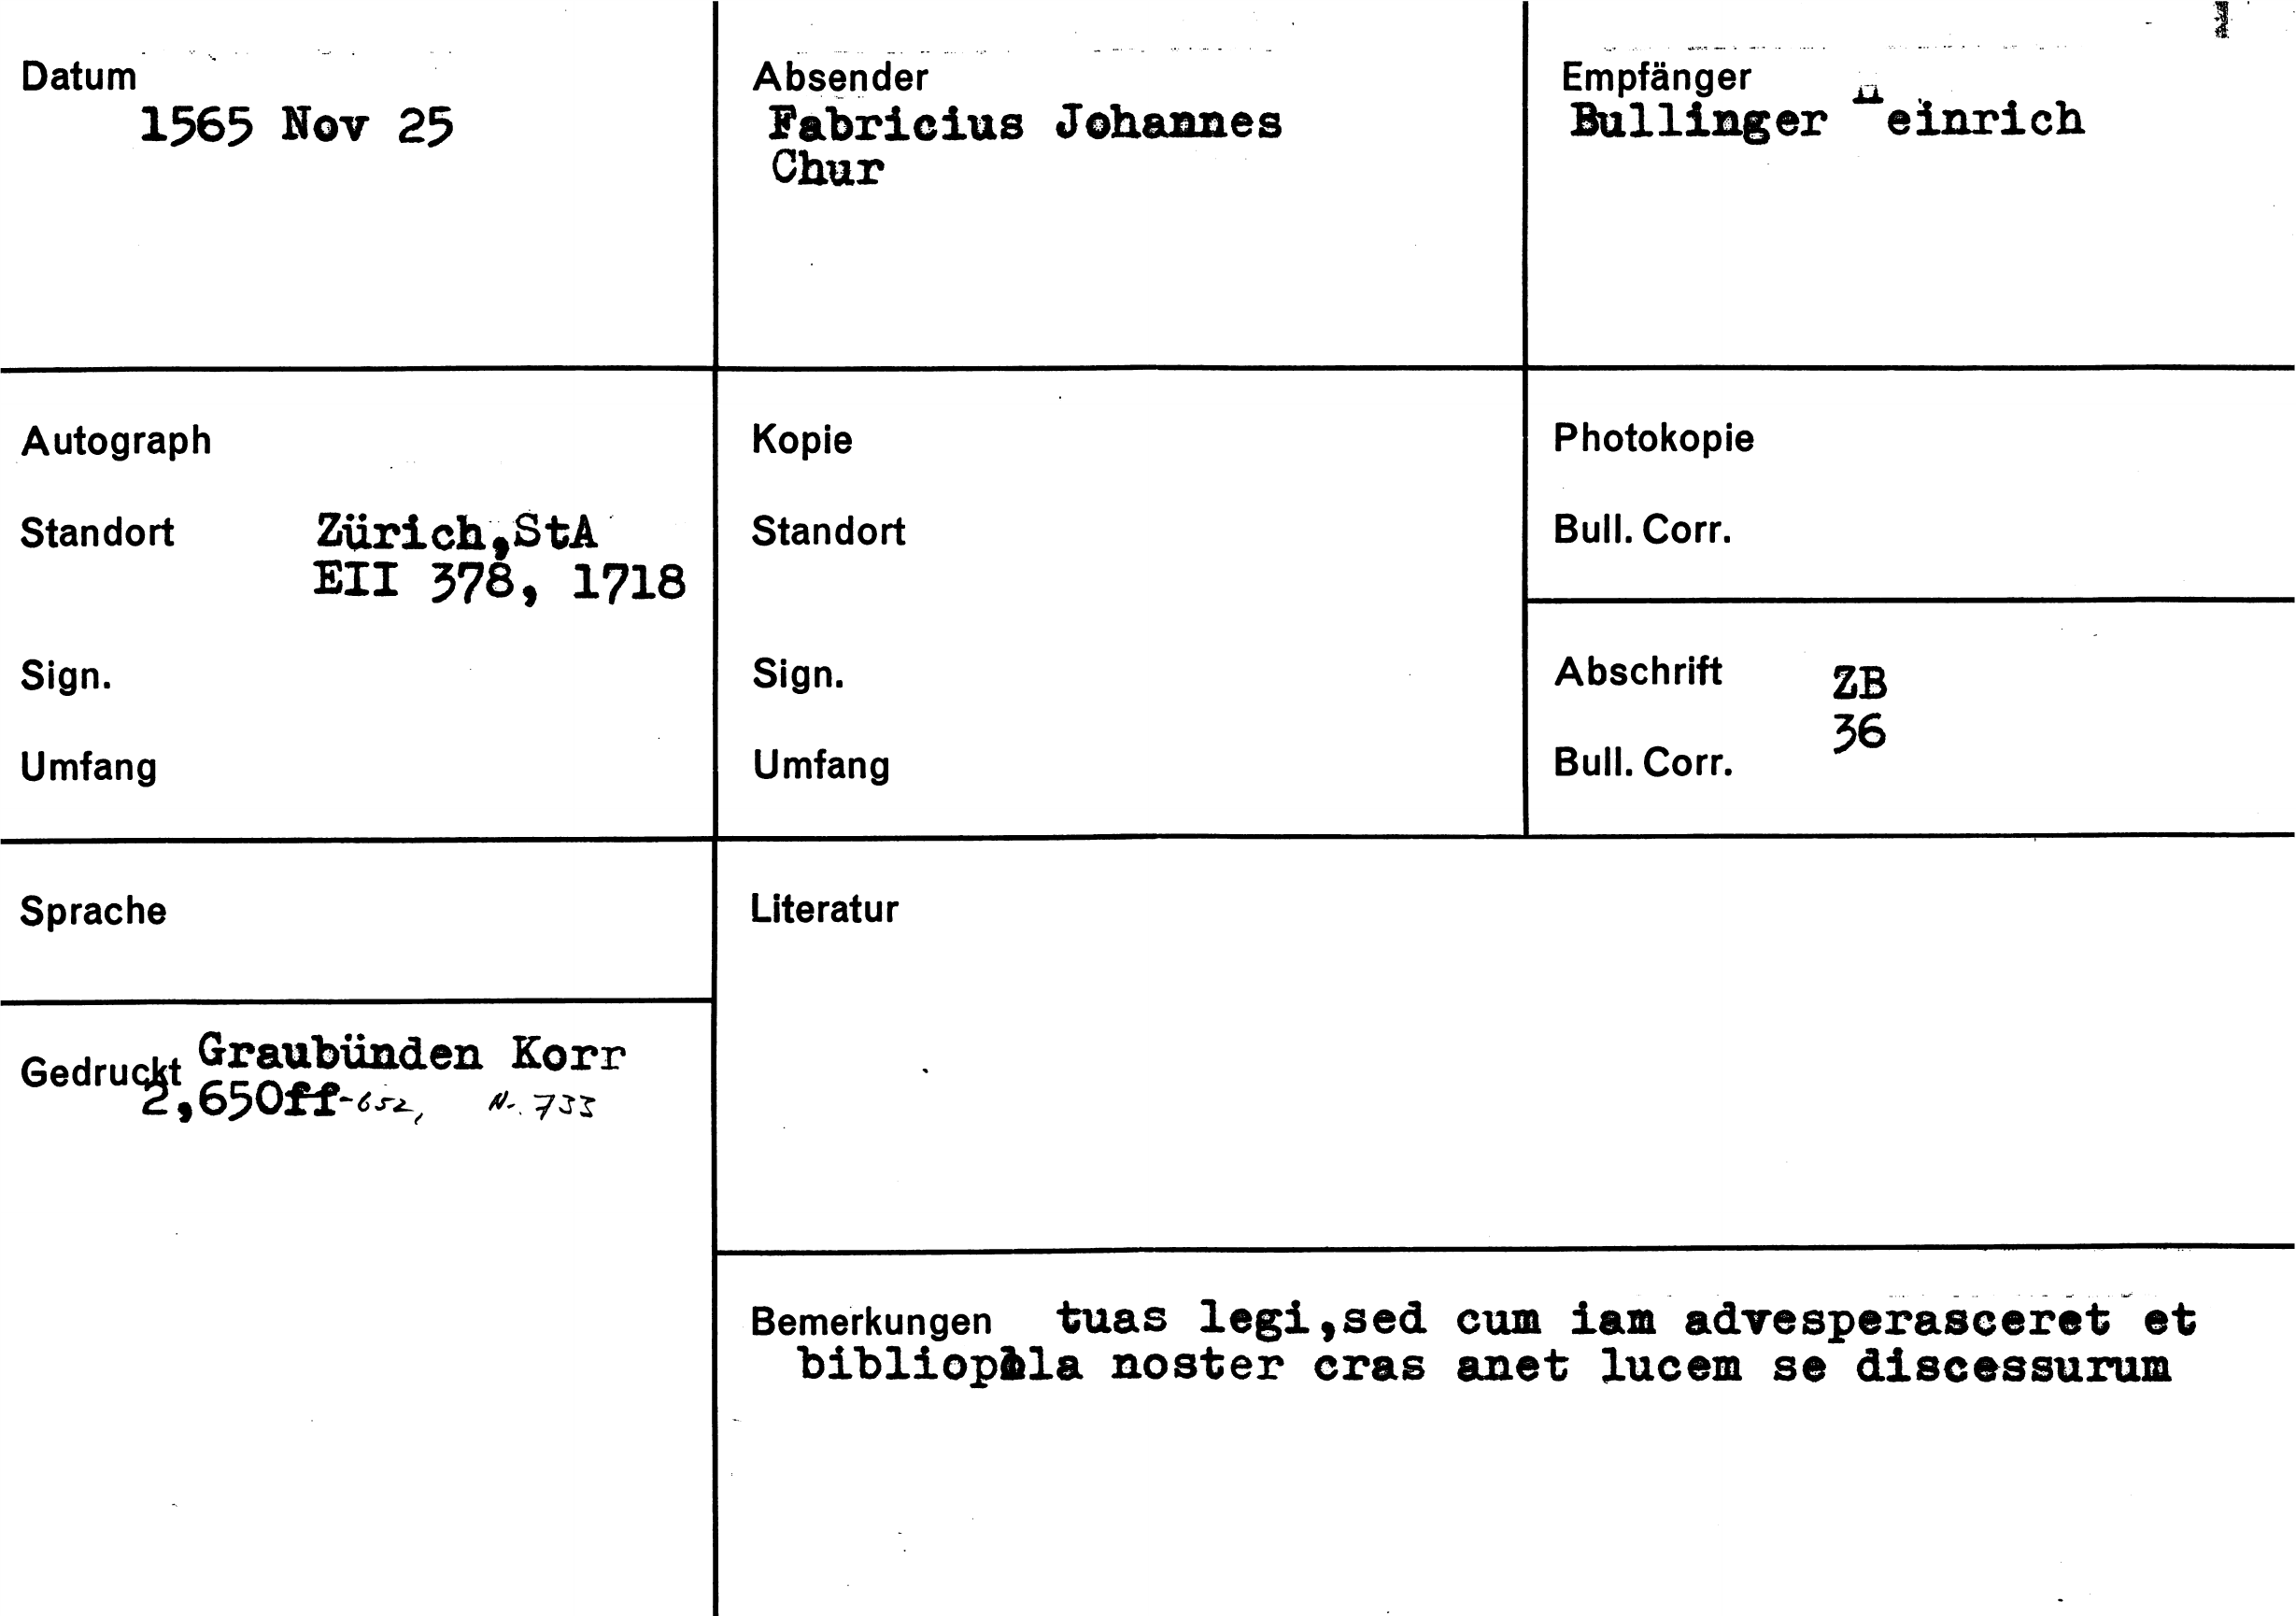 Datum
1565 Nov 25
Absender
Fabricius Johannes
Chur
Empfänger
Bullinger Heinrich
Autograph
Standort Zürich,StA
EII 378, 1718
Sign.
Umfang
Kopie
Standort
Sign.
Umfang
Photokopie
Bull. Corr.
Abschrift ZB
36
Bull. Corr.
Sprache
Literatur
Gedruckt Graubünden Korr
2,650ff-652, Nr. 733
Bemerkungen tuas legi,sed cum iam advesperasceret et
bibliopola noster cras anet lucem se discessurum